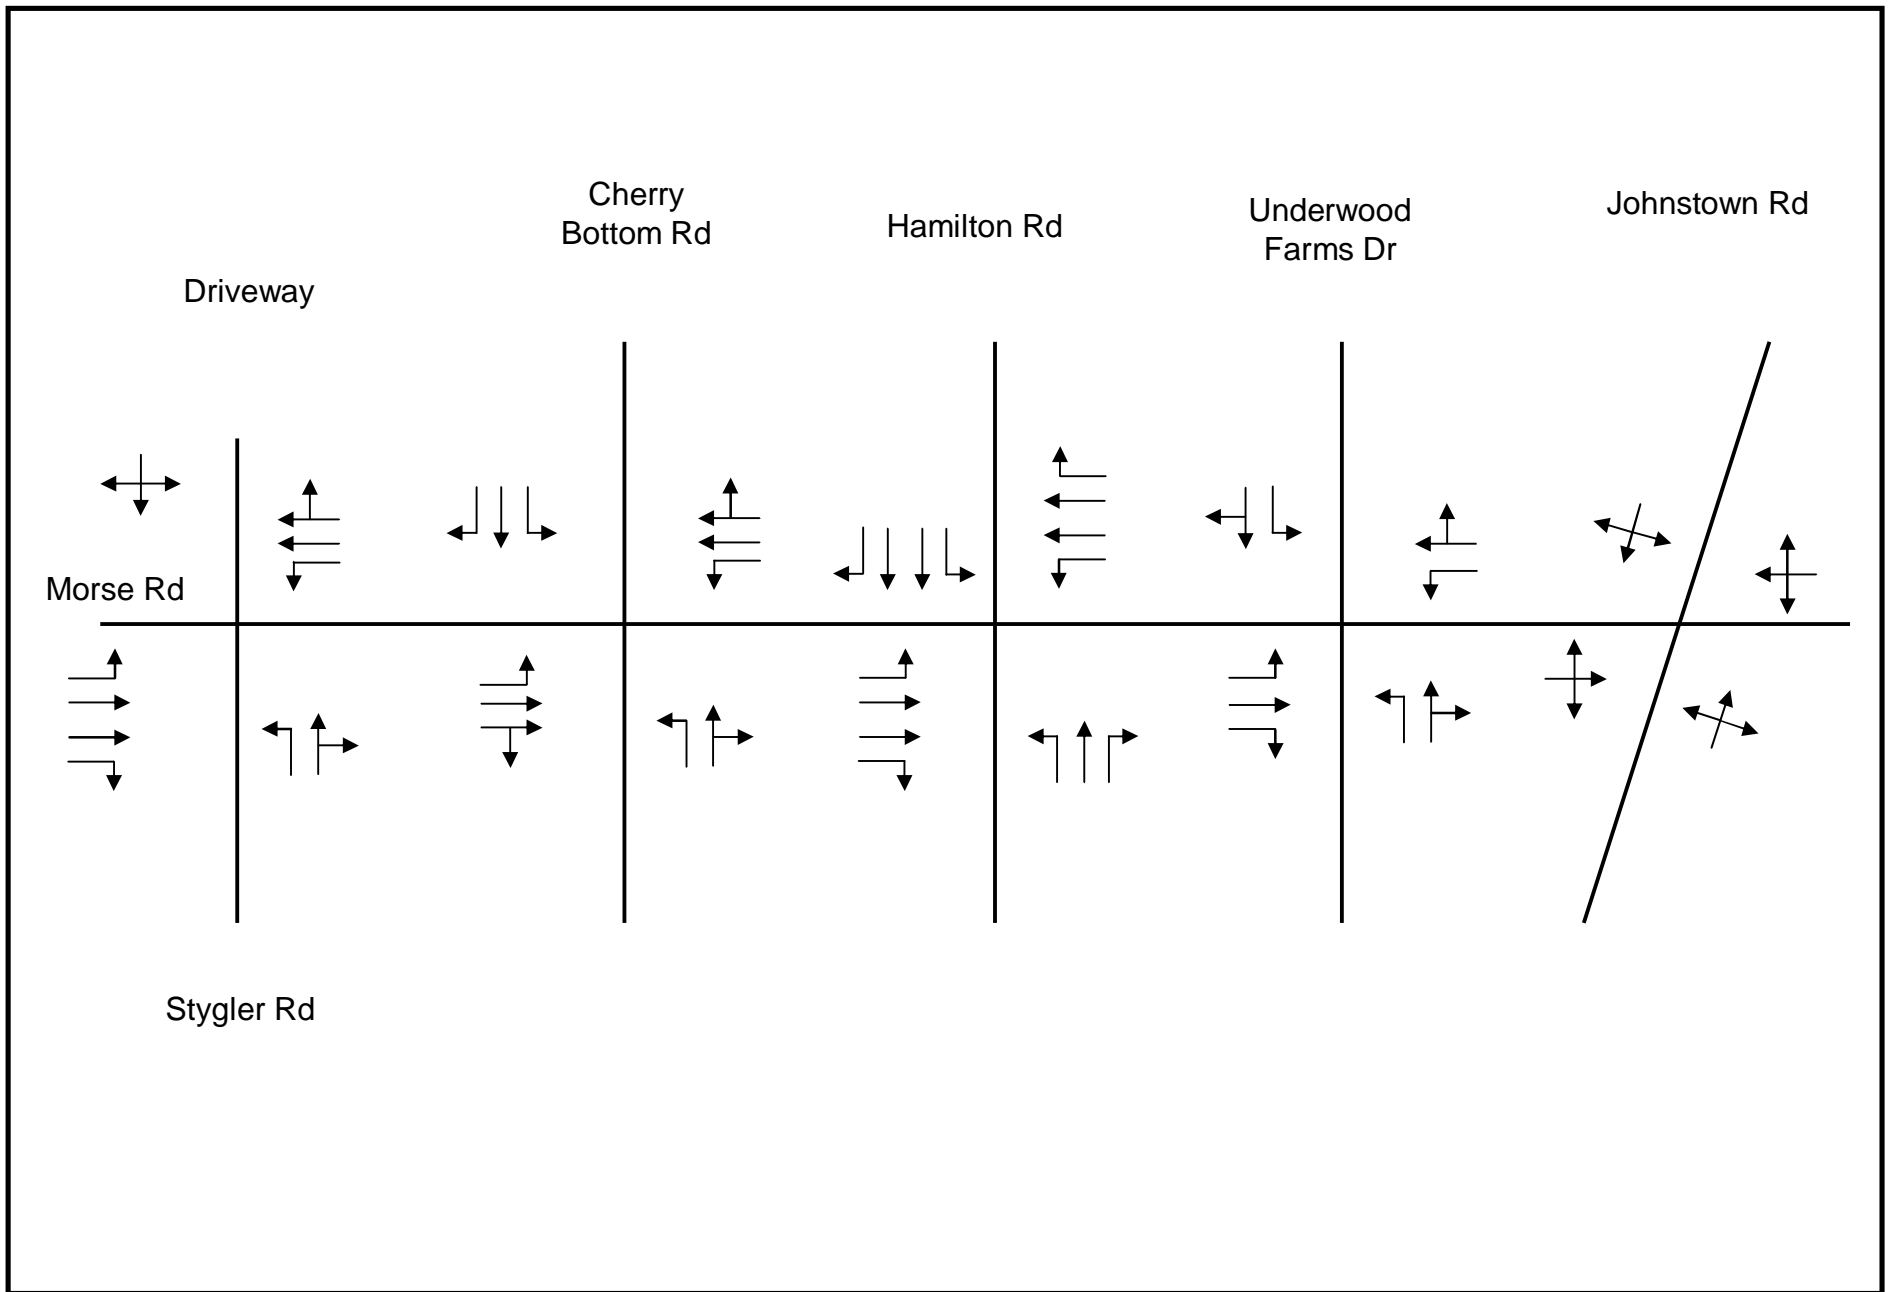 Cherry
Bottom Rd
Hamilton Rd
Underwood
Farms Dr
Johnstown Rd
Driveway
Morse Rd
Stygler Rd